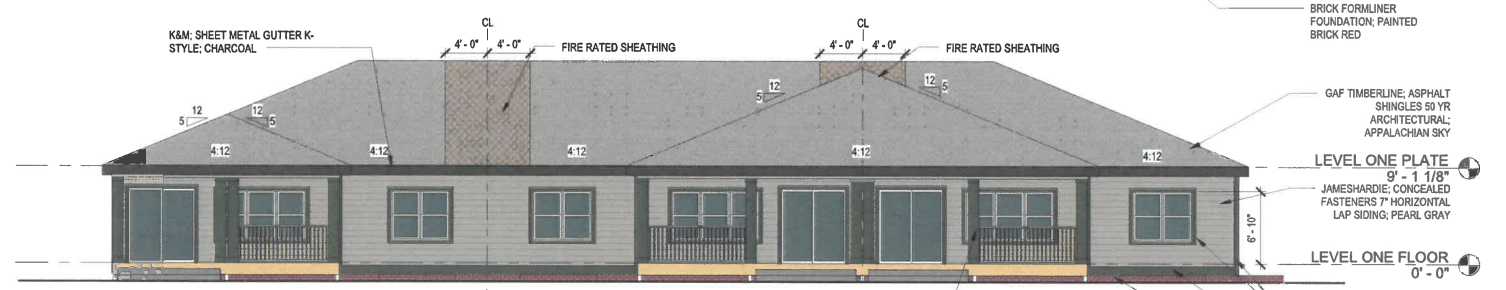 BRICK FORMLINER
FOUNDATION; PAINTED
BRICK RED
CL
CL
K&M; SHEET METAL GUTTER K-
STYLE; CHARCOAL
4' - 0" 4' - 0"
FIRE RATED SHEATHING
4' - 0" 4' - 0"
FIRE RATED SHEATHING
12
5
12
5
12
5
12
5
GAF TIMBERLINE; ASPHALT
SHINGLES 50 YR
ARCHITECTURAL;
APPALACHIAN SKY
4:12
4:12
4:12
4:12
4:12
LEVEL ONE PLATE
9' - 1 1/8"
JAMESHARDIE; CONCEALED
FASTENERS 7" HORIZONTAL
LAP SIDING; PEARL GRAY
6' - 10"
LEVEL ONE FLOOR
0' - 0"